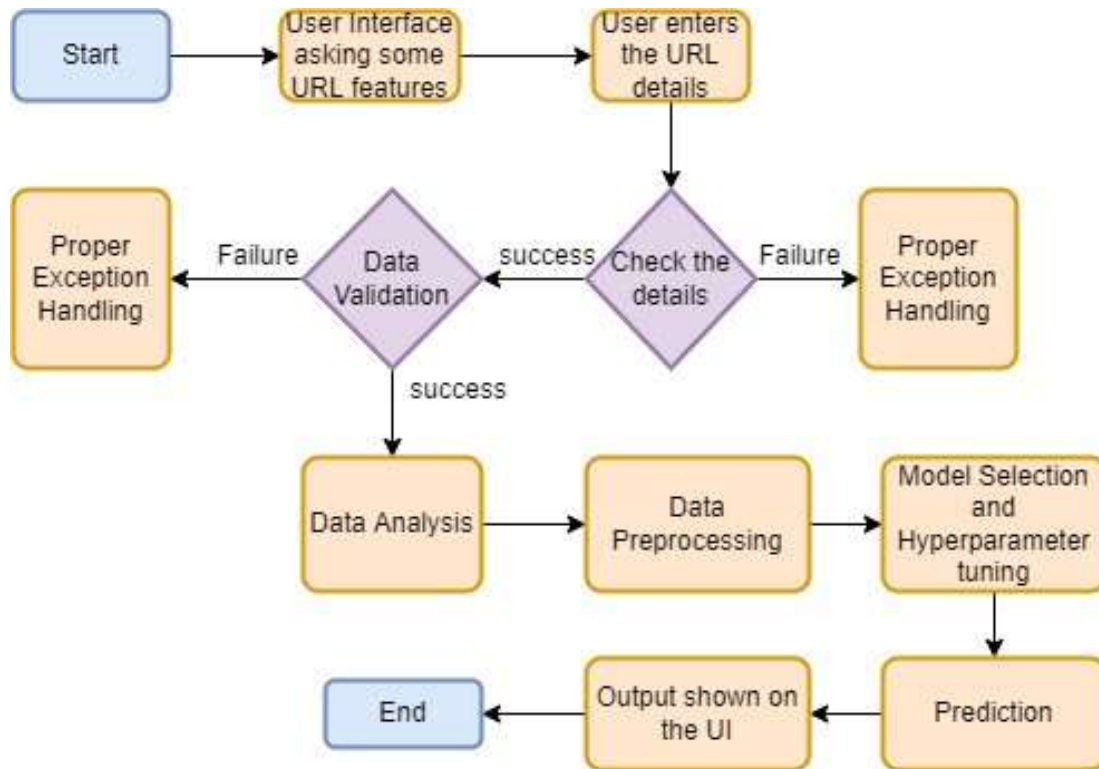 Start
User Interface
asking some
URL features
User enters
the URL
details
Proper
Exception
Handling
Failure
Data
Validation
success
Check the
details
Failure
Proper
Exception
Handling
success
Data Analysis
Data
Preprocessing
Model Selection
and
Hyperparameter
tuning
End
Output shown on
the UI
Prediction